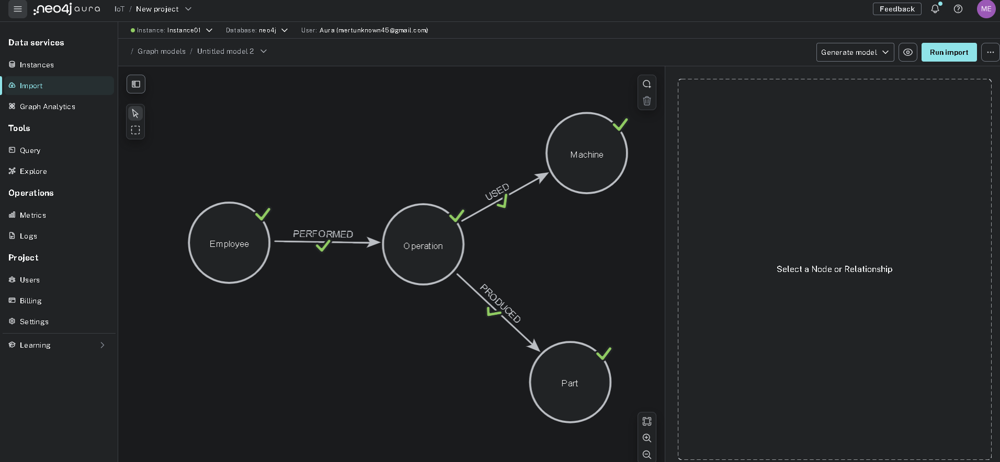 neo4j aura
IoT / New project
Feedback
ME
Instance: Instance01
Database: neo4j
User: Aura (mertunknown45@gmail.com)
/ Graph models / Untitled model 2
Generate model
Run import
Data services
Instances
Import
Graph Analytics
Tools
Query
Explore
Operations
Metrics
Logs
Project
Users
Billing
Settings
Learning
Machine
USED
PERFORMED
Employee
Operation
PRODUCED
Part
Select a Node or Relationship